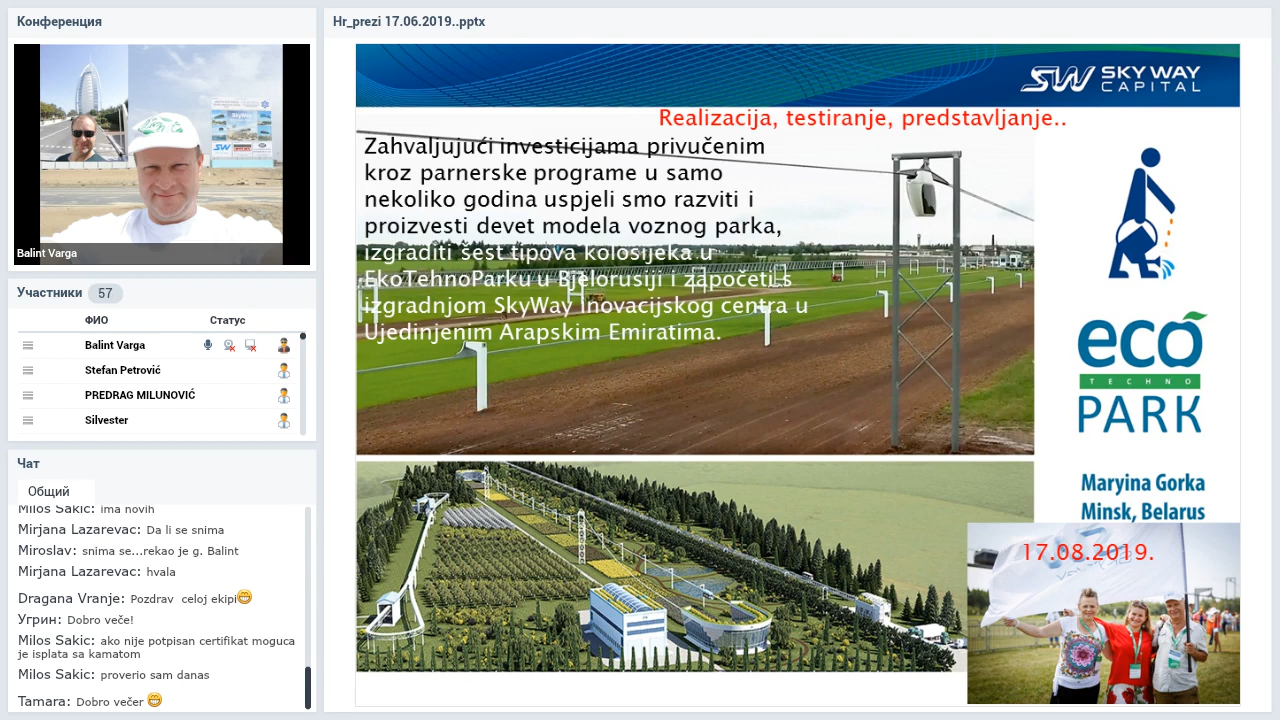 Конференция
Balint Varga
Участники 57
ФИО Статус
Balint Varga
Stefan Petrović
PREDRAG MILUNOVIĆ
Silvester
Чат
Общий
Milos Sakic: ima novih
Mirjana Lazarevac: Da li se snima
Miroslav: snima se...rekao je g. Balint
Mirjana Lazarevac: hvala
Dragana Vranje: Pozdrav celoj ekipi
Угрин: Dobro veče!
Milos Sakic: ako nije potpisan certifikat moguca
je isplata sa kamatom
Milos Sakic: proverio sam danas
Tamara: Dobro večer
Hr_prezi 17.06.2019..pptx
SW SKY WAY
CAPITAL
Realizacija, testiranje, predstavljanje..
Zahvaljujući investicijama privučenim
kroz parnerske programe u samo
nekoliko godina uspjeli smo razviti i
proizvesti devet modela voznog parka,
izgraditi šest tipova kolosijeka u
EkoTehnoParku u Bjelorusiji i započeti s
izgradnjom SkyWay Inovacijskog centra u
Ujedinjenim Arapskim Emiratima.
eco
TECHNO
PARK
Maryina Gorka
Minsk, Belarus
17.08.2019.